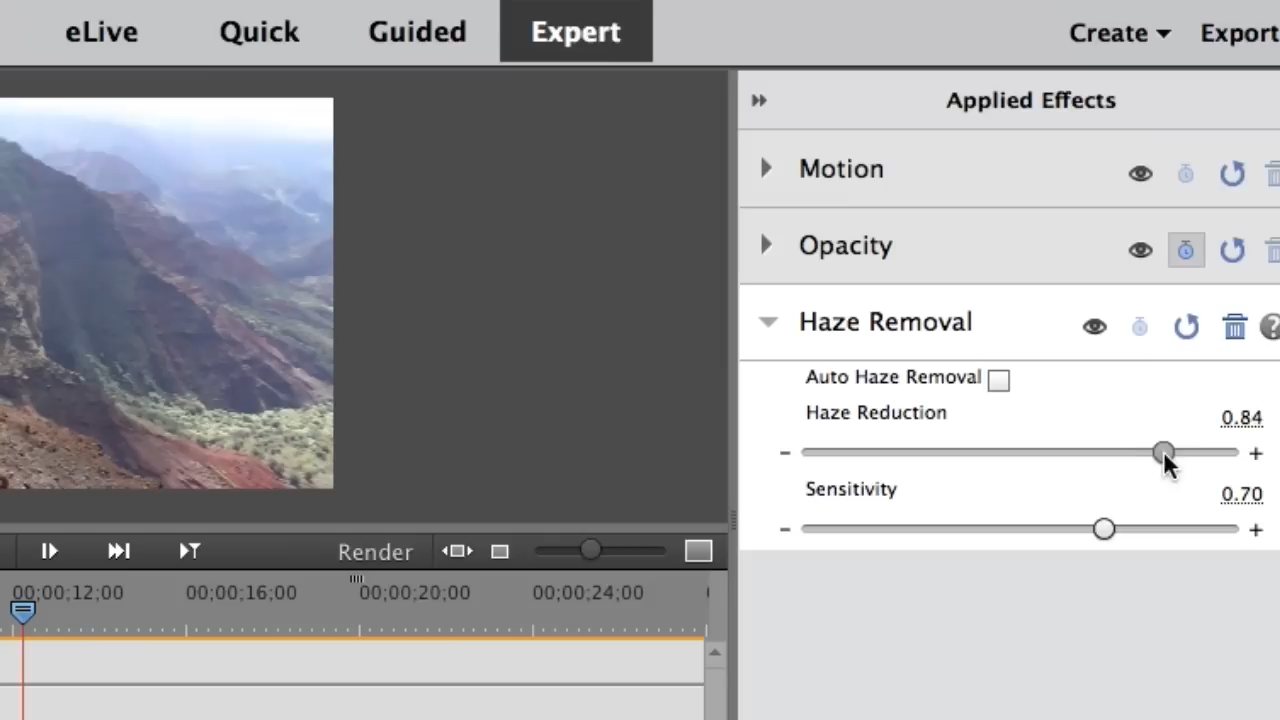 eLive Quick Guided Expert Create Export
Applied Effects
Motion
Opacity
Haze Removal
Auto Haze Removal
Haze Reduction 0.84
- +
Sensitivity 0.70
- +
Render
00;00;12;00 00;00;16;00 00;00;20;00 00;00;24;00